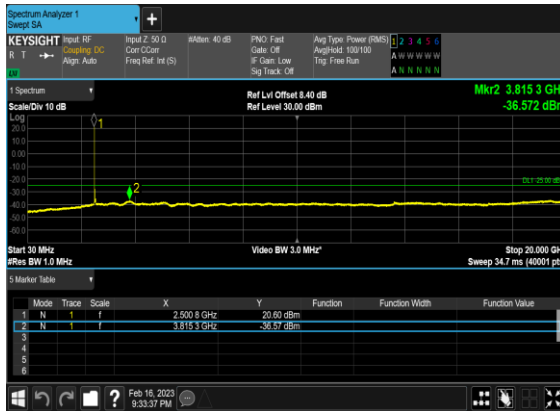 Spectrum Analyzer 1
Swept SA
KEYSIGHT Input: RF Input Z: 50 Ω #Atten: 40 dB PNO: Fast Avg Type: Power (RMS) 1 2 3 4 5 6
R T Coupling: DC Corr CCorr Gate: Off Avg|Hold: 100/100
Align: Auto Freq Ref: Int (S) IF Gain: Low Trig: Free Run A W W W W W
Sig Track: Off
A N N N N N
1 Spectrum
Ref Lvl Offset 8.40 dB Mkr2 3.815 3 GHz
Scale/Div 10 dB Ref Level 30.00 dBm -36.572 dBm
Log
20.0
10.0
0.00
-10.0
-20.0
-30.0
-40.0
-50.0
-60.0
1
2
DL1 -25.00 dBm
Start 30 MHz Video BW 3.0 MHz* Stop 20.000 GHz
#Res BW 1.0 MHz Sweep 34.7 ms (40001 pts)
5 Marker Table
Mode Trace Scale X Y Function Function Width Function Value
1 N 1 f 2.500 8 GHz 20.60 dBm
2 N 1 f 3.815 3 GHz -36.57 dBm
3
4
5
6
Feb 16, 2023
9:33:37 PM